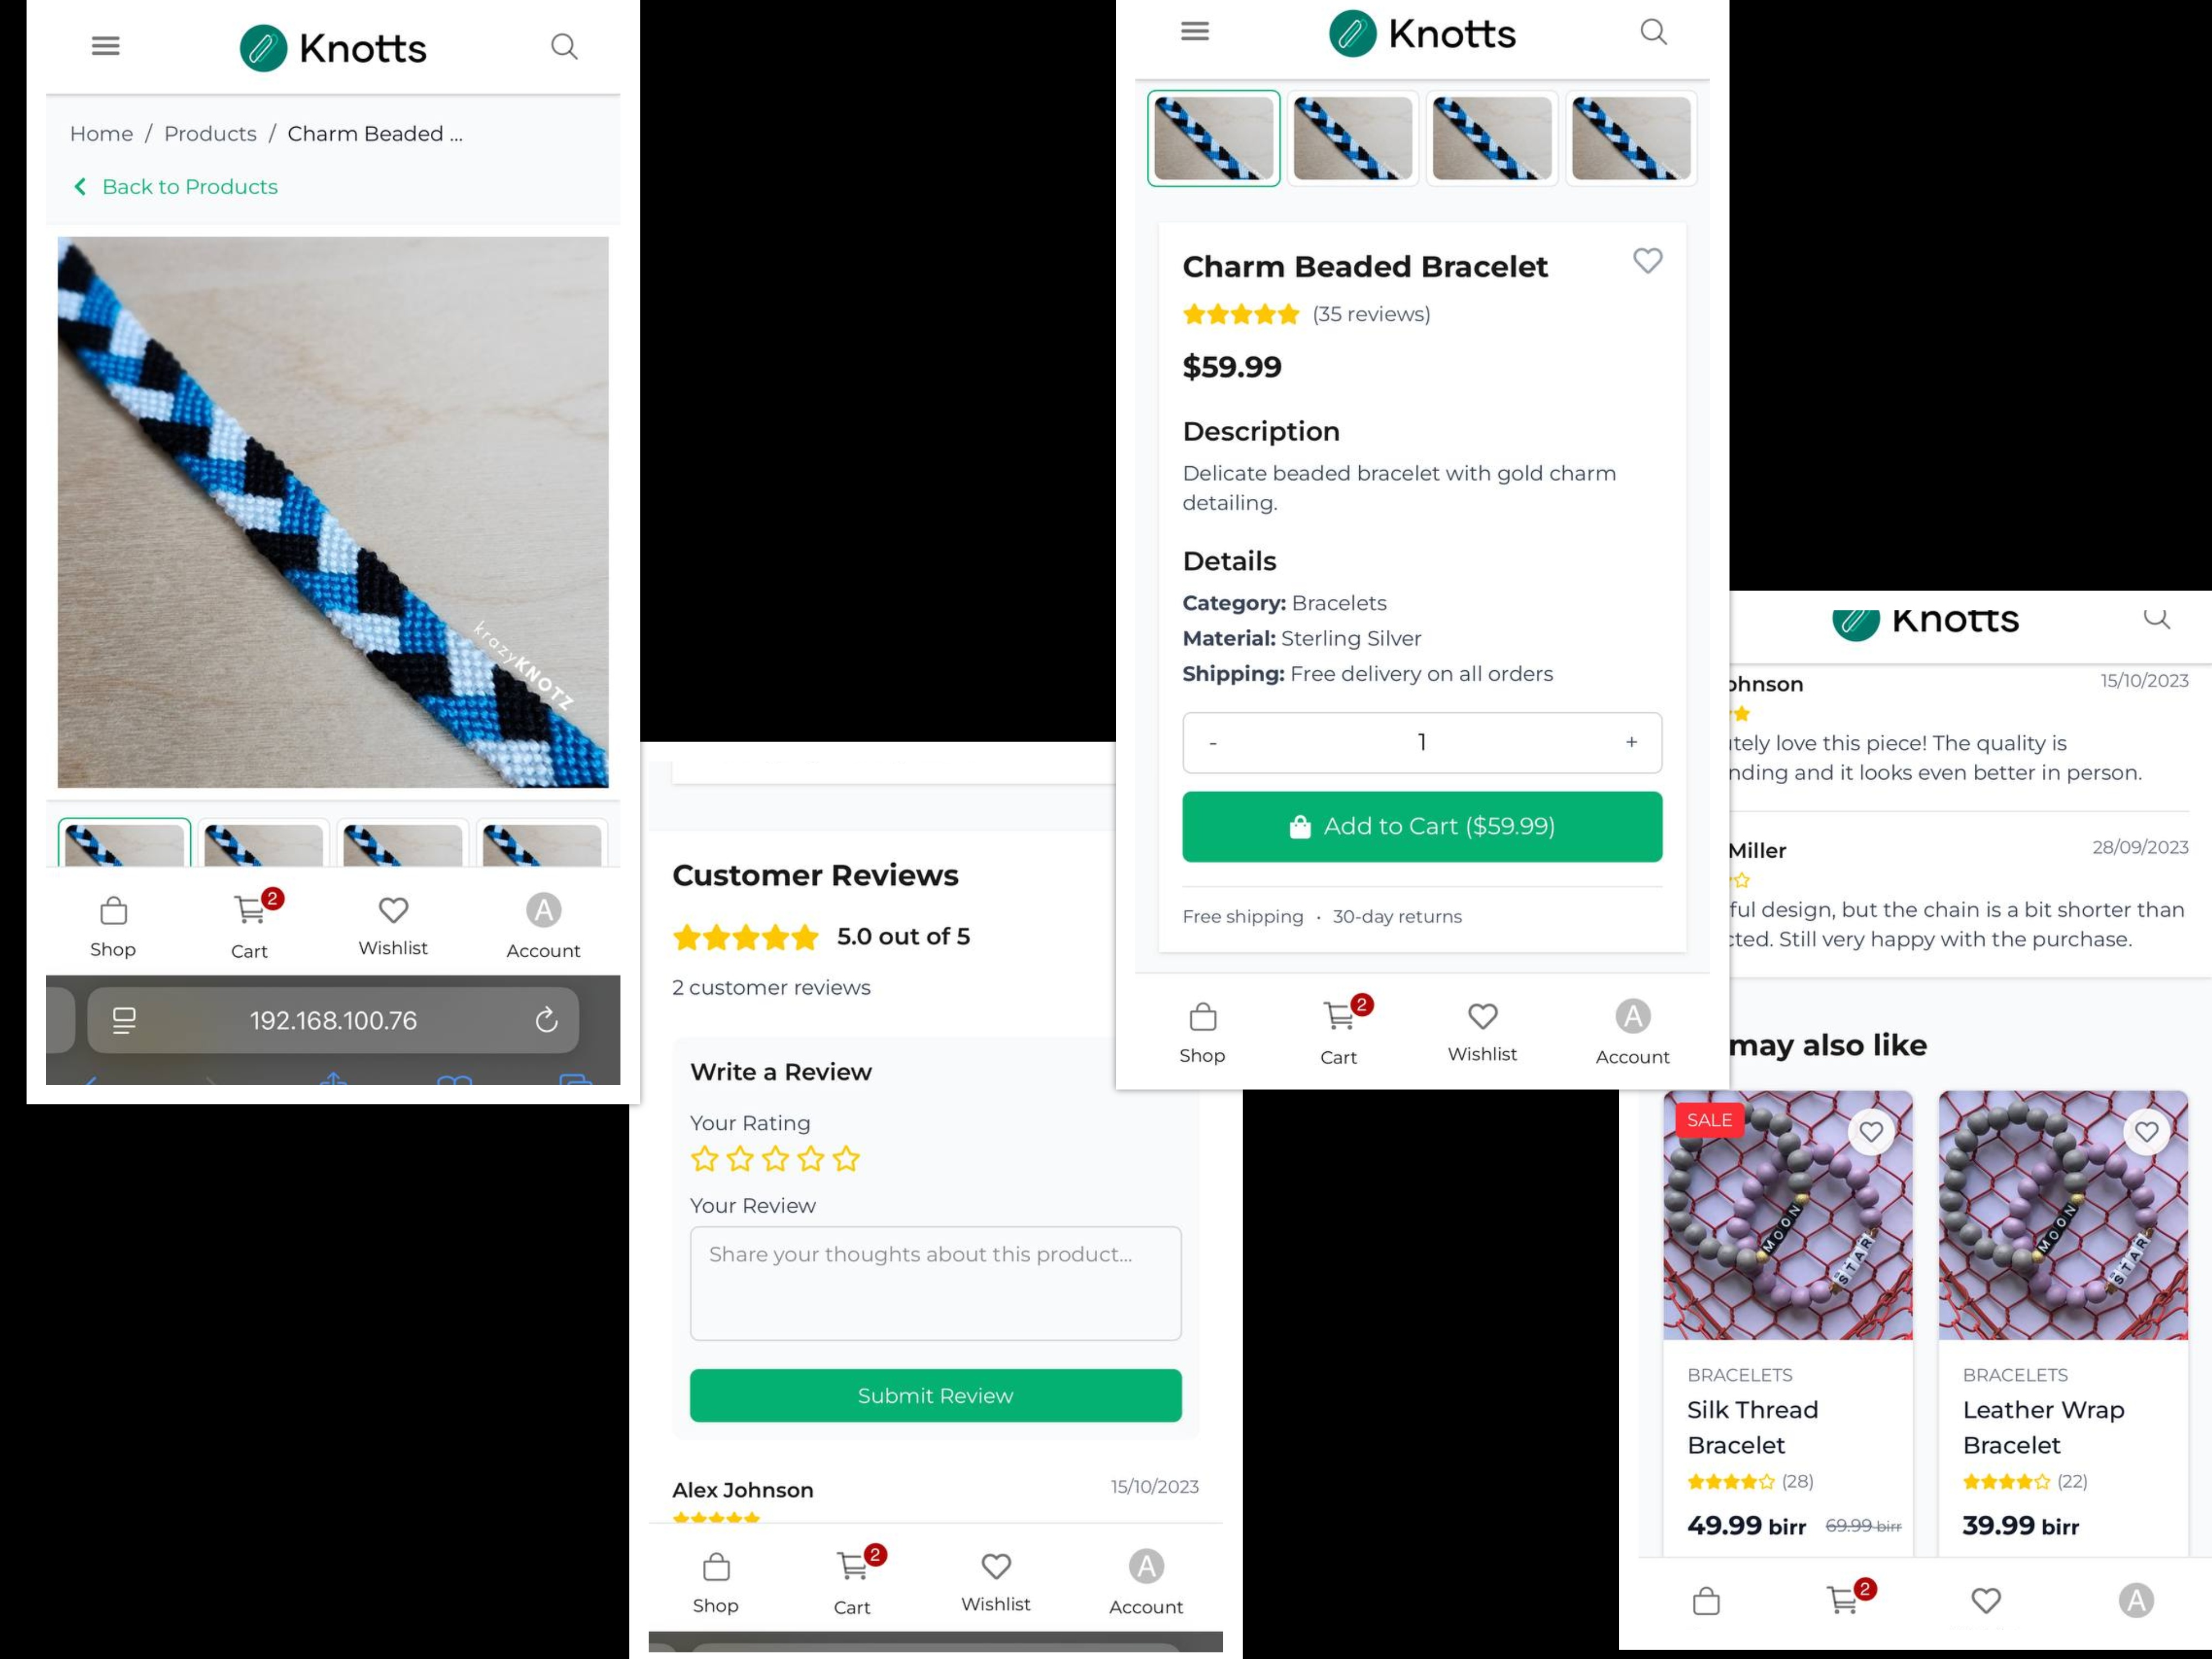 Knotts
Home / Products / Charm Beaded ...
Back to Products
krazyKNOTZ
Shop
Cart
2
Wishlist
A
Account
192.168.100.76
Customer Reviews
5.0 out of 5
2 customer reviews
Write a Review
Your Rating
Your Review
Share your thoughts about this product...
Submit Review
Alex Johnson
15/10/2023
Shop
Cart
2
Wishlist
A
Account
Knotts
Charm Beaded Bracelet
(35 reviews)
$59.99
Description
Delicate beaded bracelet with gold charm
detailing.
Details
Category: Bracelets
Material: Sterling Silver
Shipping: Free delivery on all orders
- 1 +
Add to Cart ($59.99)
Free shipping · 30-day returns
Shop
Cart
2
Wishlist
A
Account
Knotts
ohnson
15/10/2023
tely love this piece! The quality is
nding and it looks even better in person.
Miller
28/09/2023
ful design, but the chain is a bit shorter than
cted. Still very happy with the purchase.
may also like
SALE
MOON
STAR
MOON
STAR
BRACELETS
Silk Thread
Bracelet
(28)
49.99 birr 69.99 birr
BRACELETS
Leather Wrap
Bracelet
(22)
39.99 birr
2
A